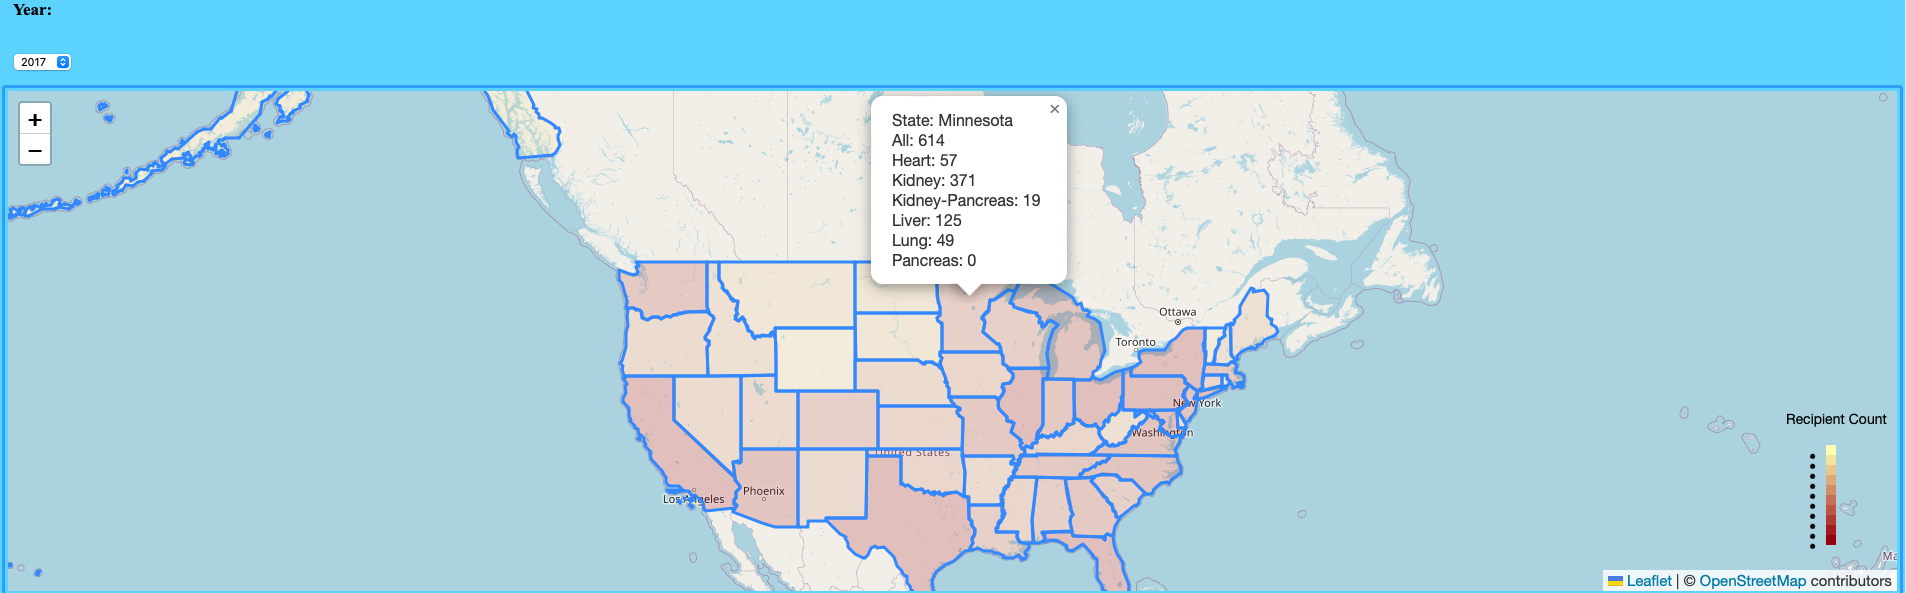 Year:
2017
+
−
×
State: Minnesota
All: 614
Heart: 57
Kidney: 371
Kidney-Pancreas: 19
Liver: 125
Lung: 49
Pancreas: 0
Ottawa
Toronto
New York
Washington
United States
Phoenix
Los Angeles
Recipient Count
Ma
Leaflet | © OpenStreetMap contributors